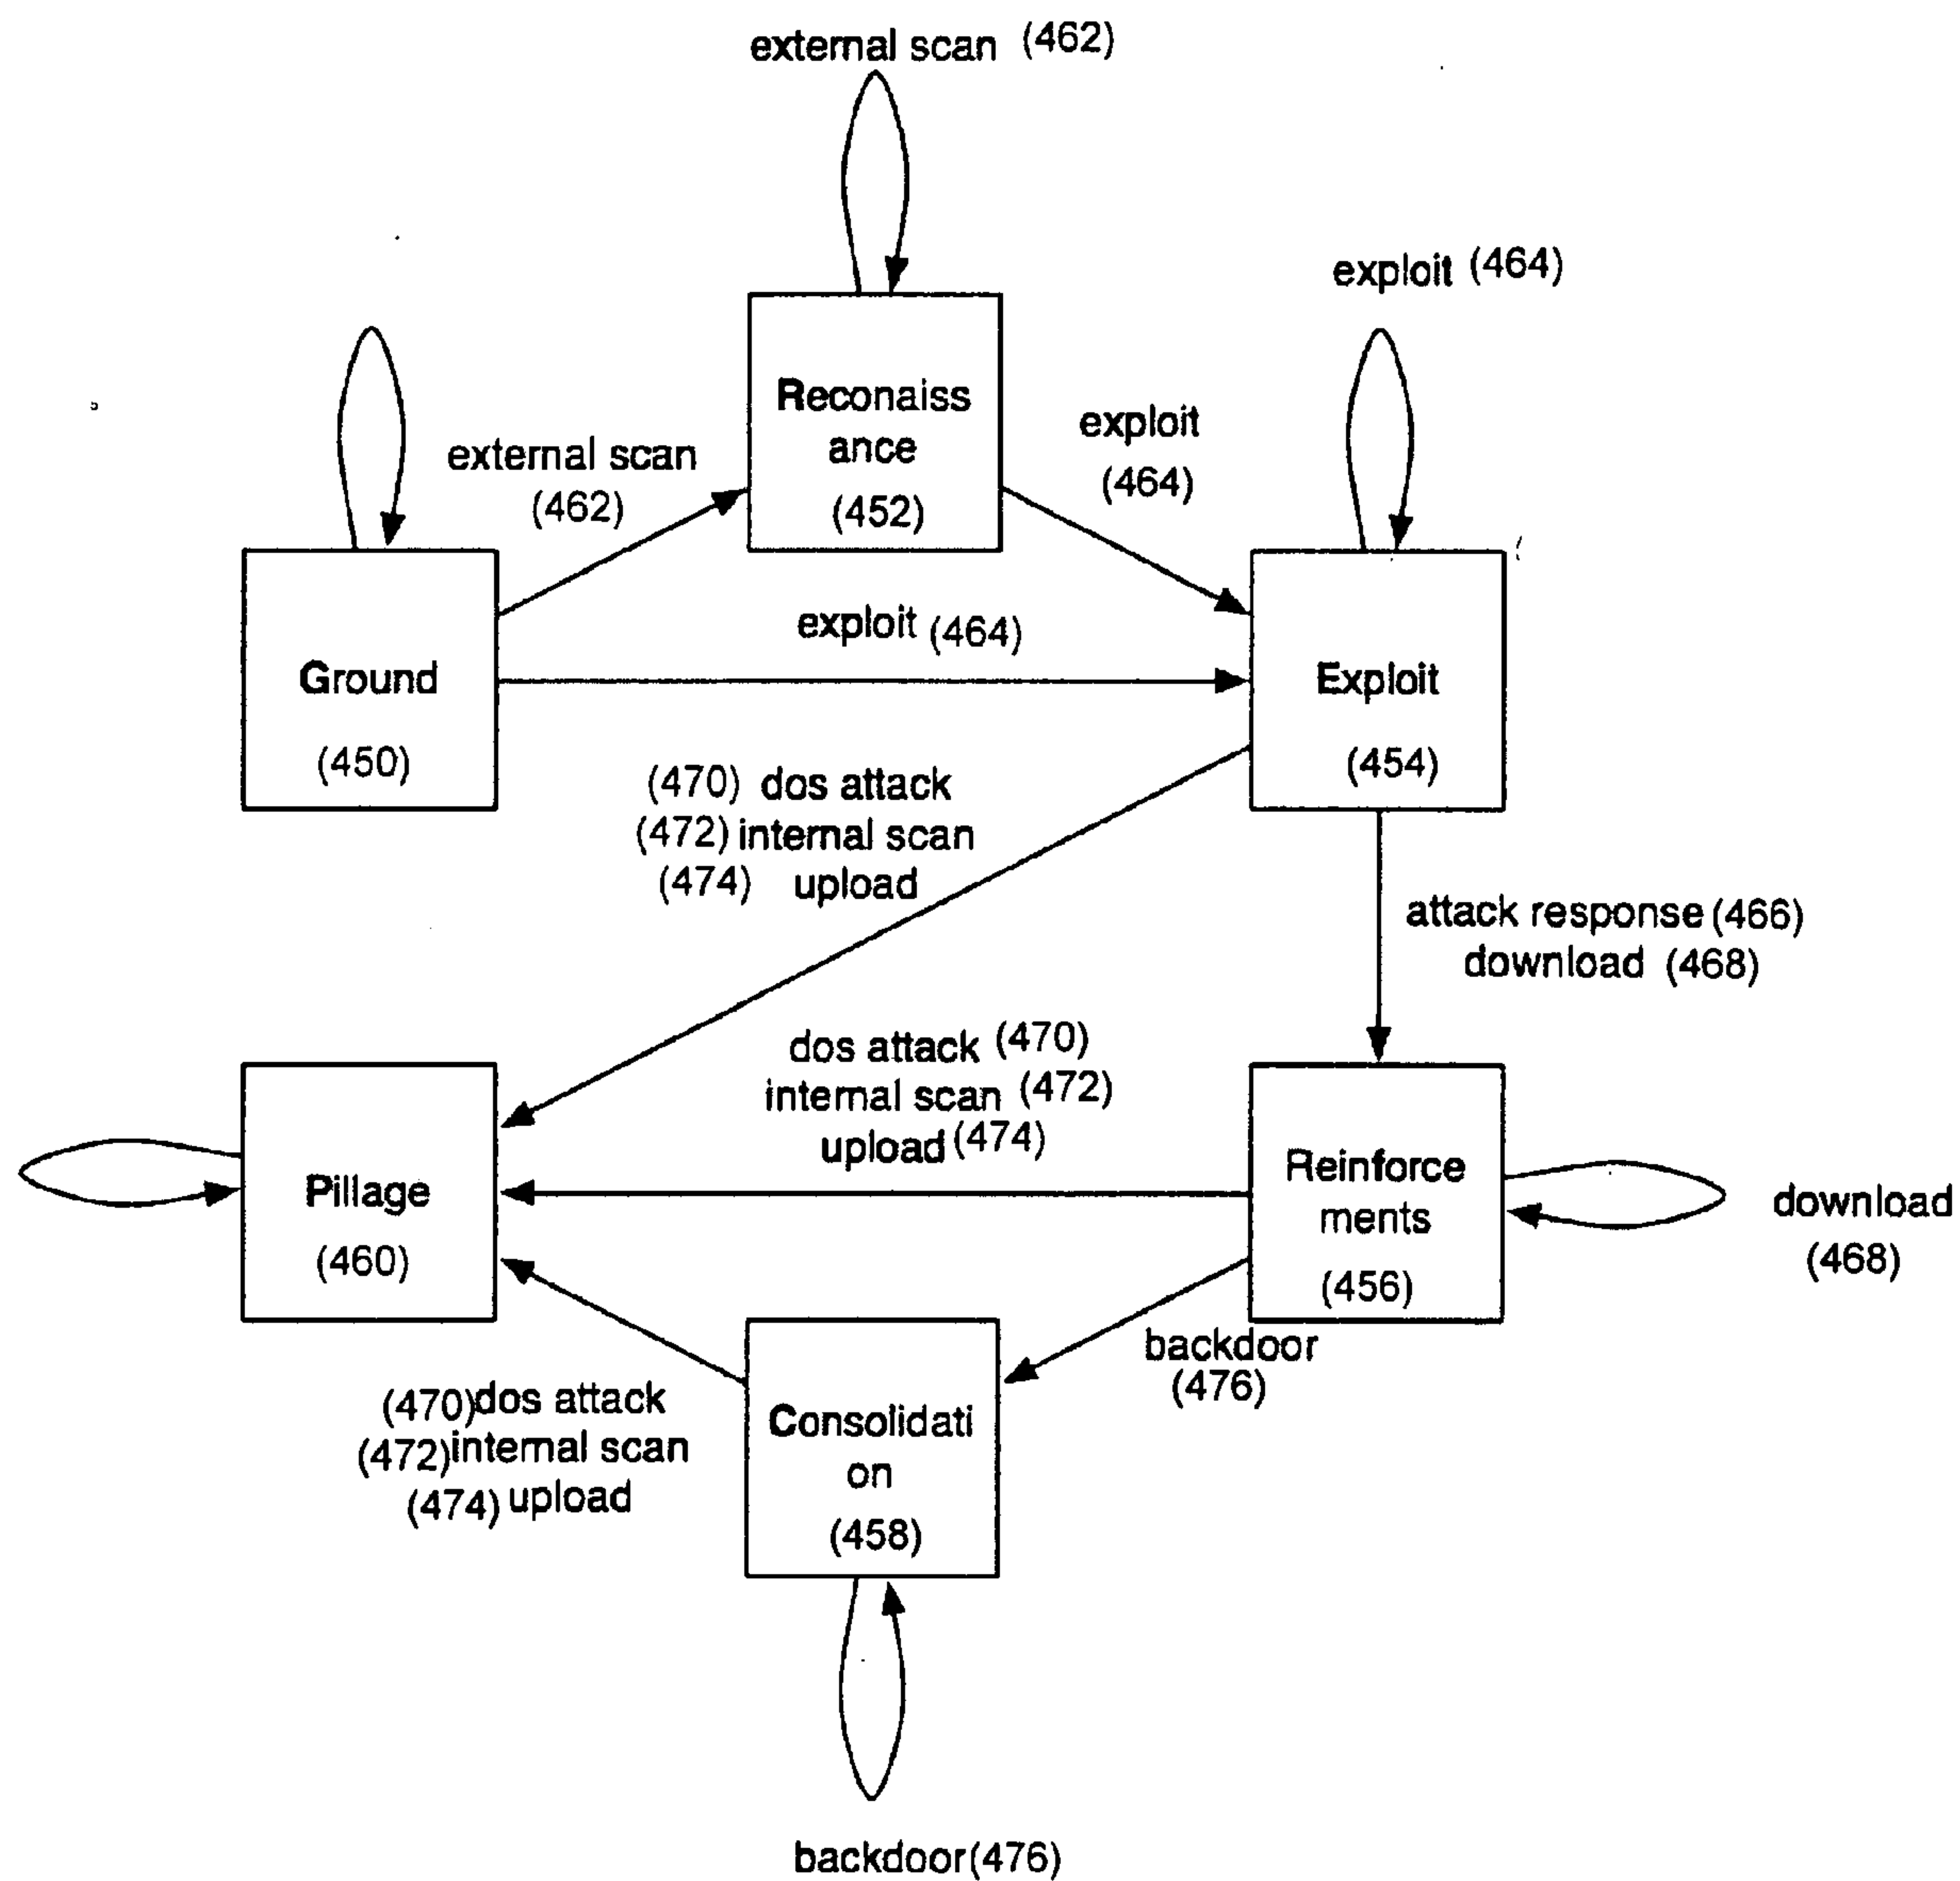 external scan (462)
exploit (464)
Reconaiss
ance
(452)
external scan
(462)
exploit
(464)
exploit (464)
Ground
(450)
Exploit
(454)
(470) dos attack
(472) internal scan
(474) upload
attack response (466)
download (468)
dos attack (470)
internal scan (472)
upload (474)
Pillage
(460)
Reinforce
ments
(456)
download
(468)
backdoor
(476)
(470) dos attack
(472) internal scan
(474) upload
Consolidati
on
(458)
backdoor (476)